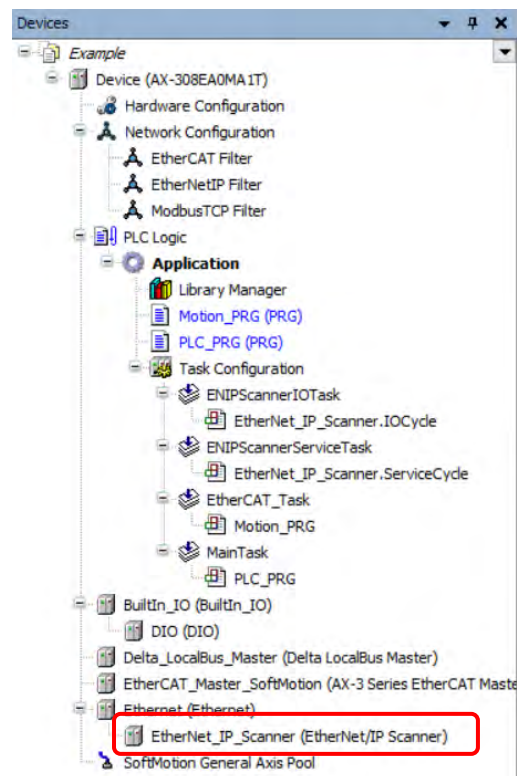 Devices
Example
Device (AX-308EA0MA1T)
Hardware Configuration
Network Configuration
EtherCAT Filter
EtherNetIP Filter
ModbusTCP Filter
PLC Logic
Application
Library Manager
Motion_PRG (PRG)
PLC_PRG (PRG)
Task Configuration
ENIPScannerIOTask
EtherNet_IP_Scanner.IOCycle
ENIPScannerServiceTask
EtherNet_IP_Scanner.ServiceCycle
EtherCAT_Task
Motion_PRG
MainTask
PLC_PRG
BuiltIn_IO (BuiltIn_IO)
DIO (DIO)
Delta_LocalBus_Master (Delta LocalBus Master)
EtherCAT_Master_SoftMotion (AX-3 Series EtherCAT Maste
Ethernet (Ethernet)
EtherNet_IP_Scanner (EtherNet/IP Scanner)
SoftMotion General Axis Pool